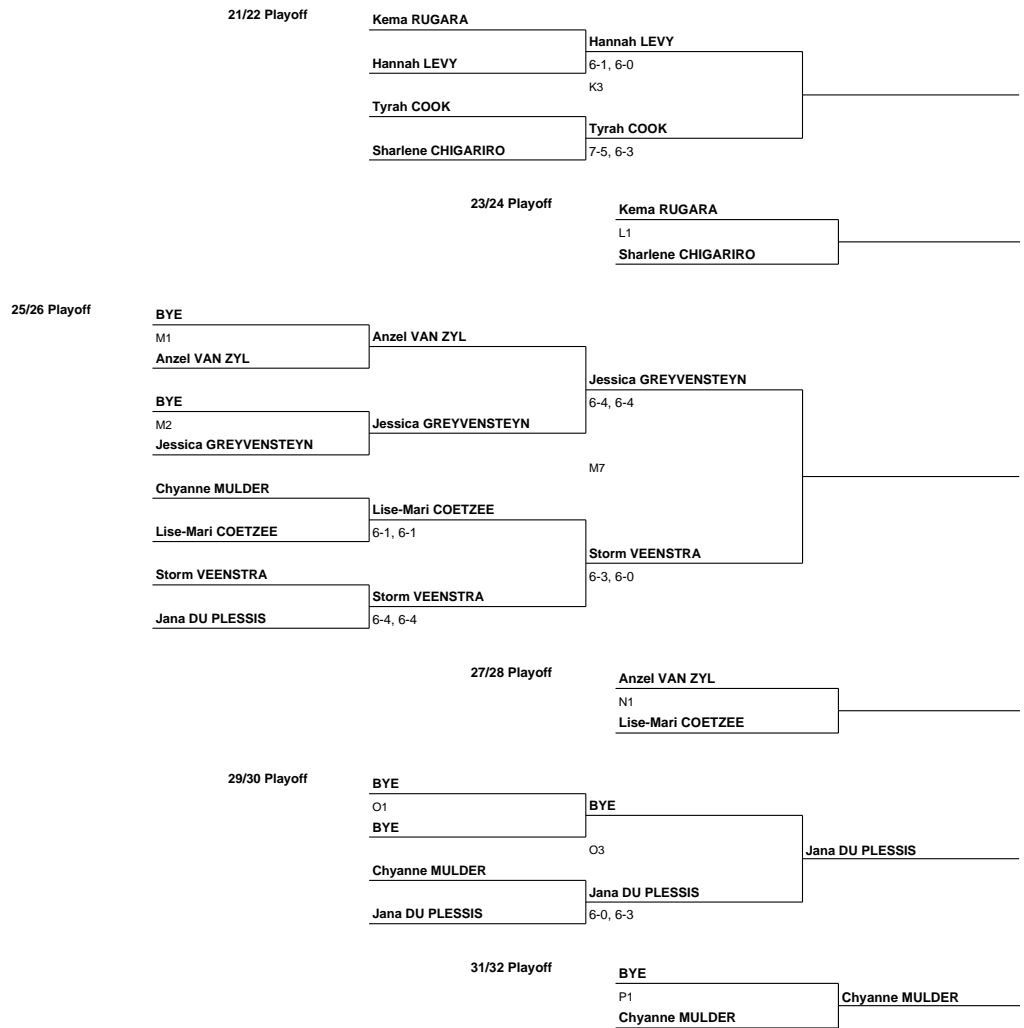 21/22 Playoff
Kema RUGARA
Hannah LEVY
Hannah LEVY
6-1, 6-0
K3
Tyrah COOK
Tyrah COOK
Sharlene CHIGARIRO
7-5, 6-3
23/24 Playoff
Kema RUGARA
L1
Sharlene CHIGARIRO
25/26 Playoff
BYE
M1
Anzel VAN ZYL
Anzel VAN ZYL
Jessica GREYVENSTEYN
6-4, 6-4
BYE
M2
Jessica GREYVENSTEYN
Jessica GREYVENSTEYN
M7
Chyanne MULDER
Lise-Mari COETZEE
Lise-Mari COETZEE
6-1, 6-1
Storm VEENSTRA
6-3, 6-0
Storm VEENSTRA
Storm VEENSTRA
Jana DU PLESSIS
6-4, 6-4
27/28 Playoff
Anzel VAN ZYL
N1
Lise-Mari COETZEE
29/30 Playoff
BYE
O1
BYE
BYE
O3
Jana DU PLESSIS
Chyanne MULDER
Jana DU PLESSIS
Jana DU PLESSIS
6-0, 6-3
31/32 Playoff
BYE
P1
Chyanne MULDER
Chyanne MULDER